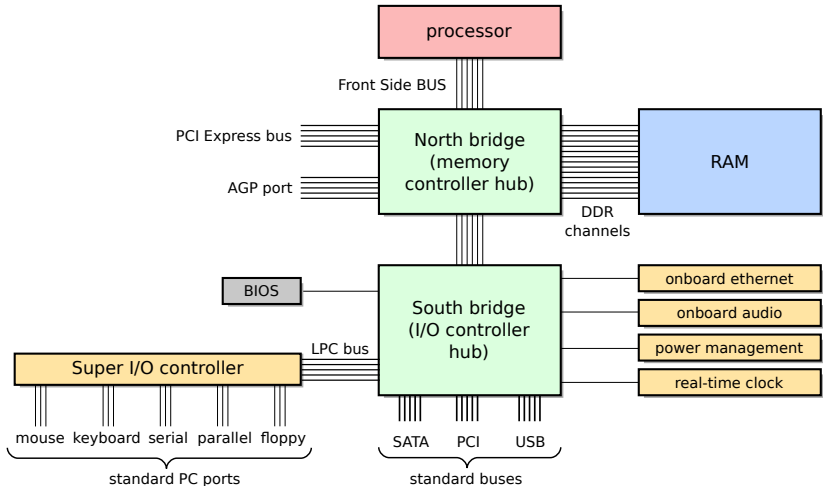 processor
Front Side BUS
PCI Express bus
North bridge
(memory
controller hub)
RAM
AGP port
DDR
channels
BIOS
South bridge
(I/O controller
hub)
onboard ethernet
onboard audio
power management
real-time clock
LPC bus
Super I/O controller
mouse keyboard serial parallel floppy
SATA PCI USB
standard PC ports
standard buses